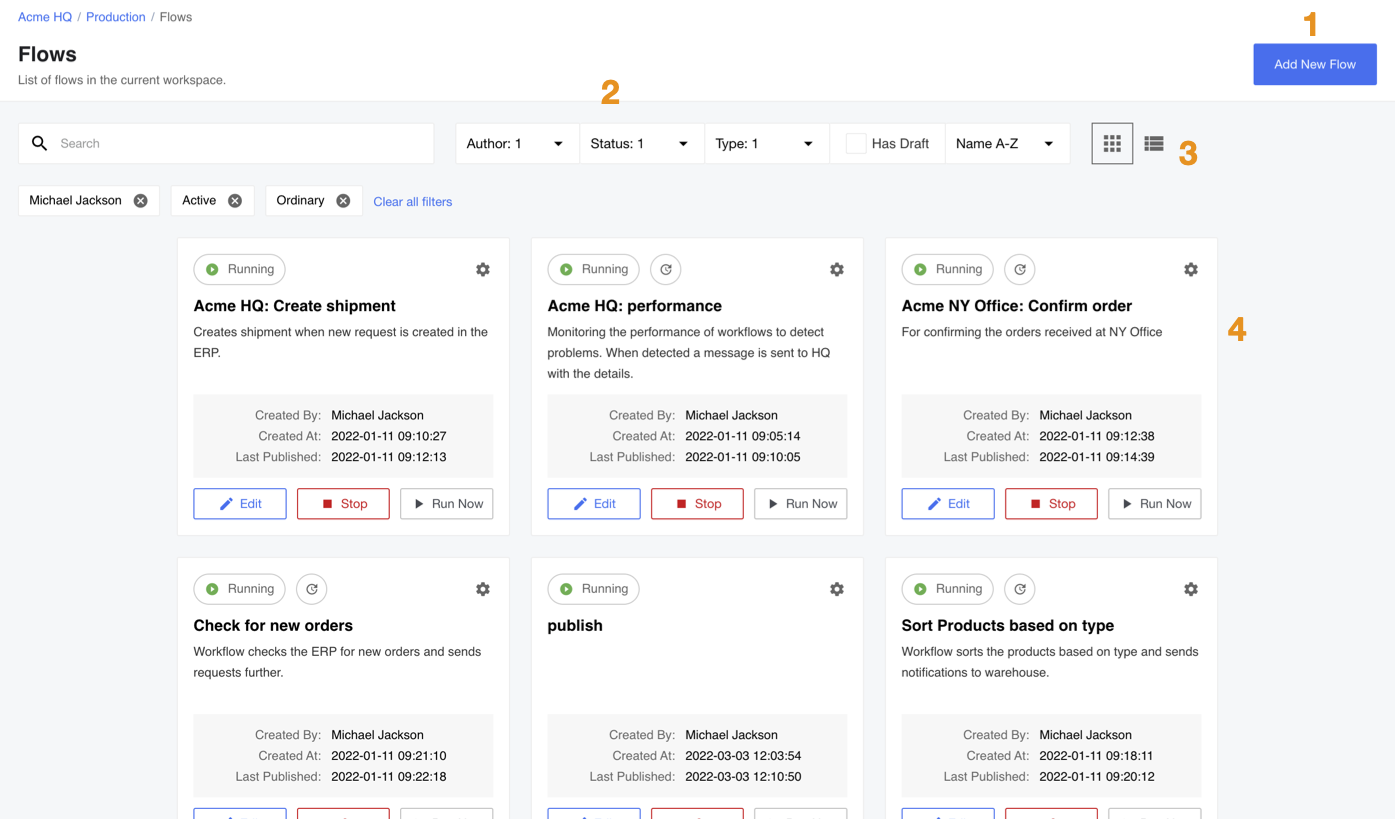 Acme HQ / Production / Flows
1
Flows
Add New Flow
List of flows in the current workspace.
2
Search
Author: 1 Status: 1 Type: 1 Has Draft Name A-Z
3
Michael Jackson Active Ordinary Clear all filters
Running
Acme HQ: Create shipment
Creates shipment when new request is created in the
ERP.
Created By: Michael Jackson
Created At: 2022-01-11 09:10:27
Last Published: 2022-01-11 09:12:13
Edit Stop Run Now
Running
Acme HQ: performance
Monitoring the performance of workflows to detect
problems. When detected a message is sent to HQ
with the details.
Created By: Michael Jackson
Created At: 2022-01-11 09:05:14
Last Published: 2022-01-11 09:10:05
Edit Stop Run Now
Running
Acme NY Office: Confirm order
For confirming the orders received at NY Office
Created By: Michael Jackson
Created At: 2022-01-11 09:12:38
Last Published: 2022-01-11 09:14:39
Edit Stop Run Now
4
Running
Check for new orders
Workflow checks the ERP for new orders and sends
requests further.
Created By: Michael Jackson
Created At: 2022-01-11 09:21:10
Last Published: 2022-01-11 09:22:18
Running
publish
Created By: Michael Jackson
Created At: 2022-03-03 12:03:54
Last Published: 2022-03-03 12:10:50
Running
Sort Products based on type
Workflow sorts the products based on type and sends
notifications to warehouse.
Created By: Michael Jackson
Created At: 2022-01-11 09:18:11
Last Published: 2022-01-11 09:20:12